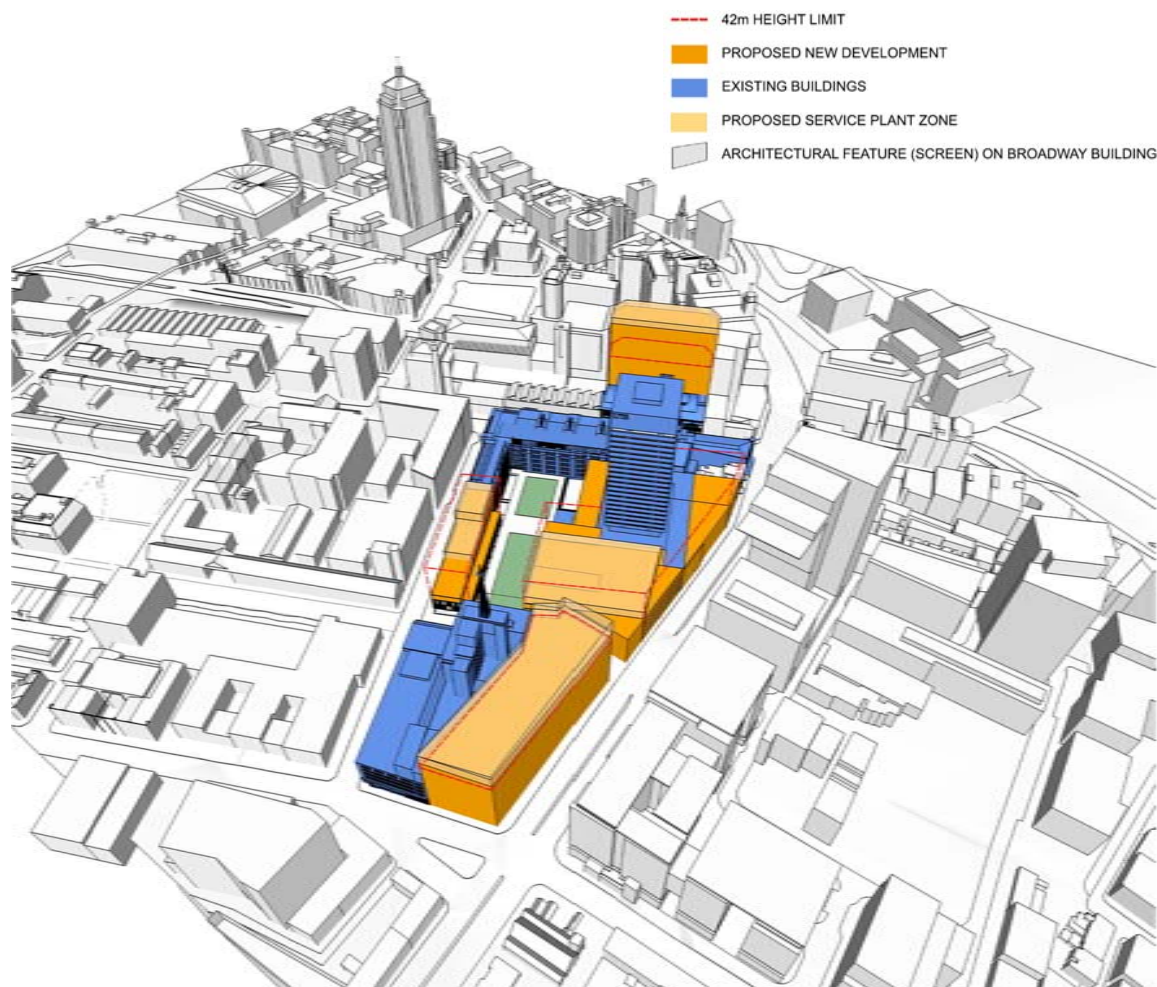 42m HEIGHT LIMIT
PROPOSED NEW DEVELOPMENT
EXISTING BUILDINGS
PROPOSED SERVICE PLANT ZONE
ARCHITECTURAL FEATURE (SCREEN) ON BROADWAY BUILDING